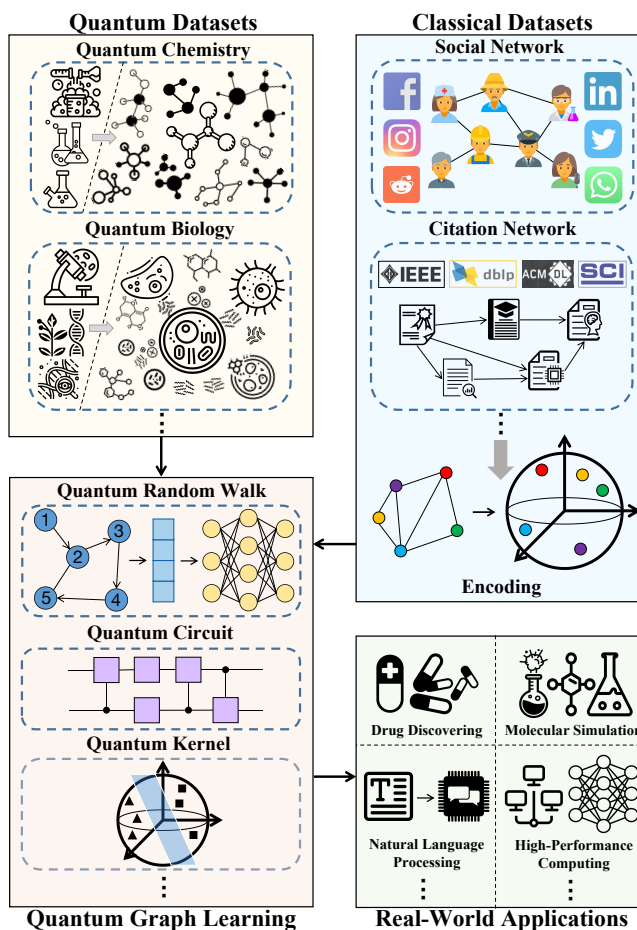 Quantum Datasets
Quantum Chemistry
Quantum Biology
Classical Datasets
Social Network
Citation Network
IEEE
dblp
ACM DL
SCI
Encoding
Quantum Random Walk
1
2
3
4
5
Quantum Circuit
Quantum Kernel
Quantum Graph Learning
Drug Discovering
Molecular Simulation
T
Natural Language
Processing
High-Performance
Computing
Real-World Applications